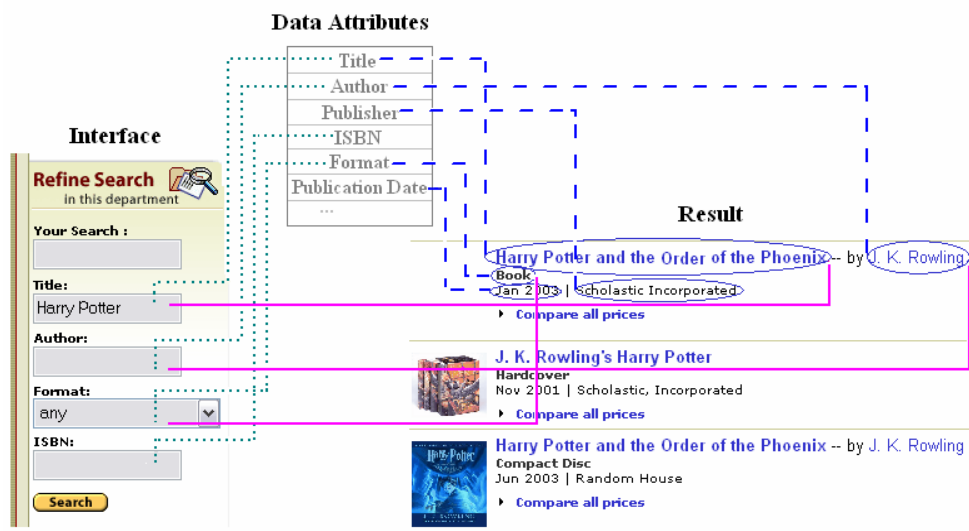 Data Attributes
Title
Author
Publisher
ISBN
Format
Publication Date
...
Interface
Refine Search
in this department
Your Search :
Title:
Harry Potter
Author:
Format:
any
ISBN:
Search
Result
Harry Potter and the Order of the Phoenix -- by J. K. Rowling
Book
Jan 2003 | Scholastic Incorporated
Compare all prices
J. K. Rowling's Harry Potter
Hardcover
Nov 2001 | Scholastic, Incorporated
Compare all prices
Harry Potter and the Order of the Phoenix -- by J. K. Rowling
Compact Disc
Jun 2003 | Random House
Compare all prices
Harry Potter
J. K. ROWLING